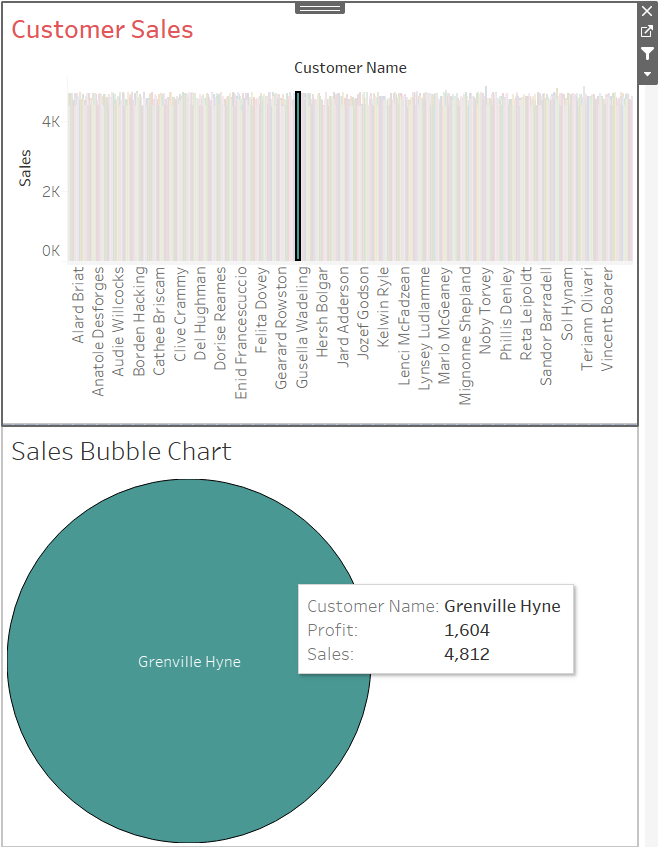 Customer Sales
Customer Name
Sales
4K
2K
0K
Alard Briat
Anatole Desforges
Audie Willcocks
Borden Hacking
Cathee Briscam
Clive Crammy
Del Hughman
Dorise Reames
Enid Francescuccio
Felita Dovey
Gearard Rowston
Gusella Wadeling
Hersh Bolgar
Jard Adderson
Jozef Godson
Kelwin Ryle
Lenci McFadzean
Lynsey Ludlamme
Marlo McGeaney
Mignonne Shepland
Noby Torvey
Phillis Denley
Reta Leipoldt
Sandor Barradell
Sol Hynam
Teriann Olivari
Vincent Boarer
Sales Bubble Chart
Customer Name: Grenville Hyne
Profit: 1,604
Sales: 4,812
Grenville Hyne